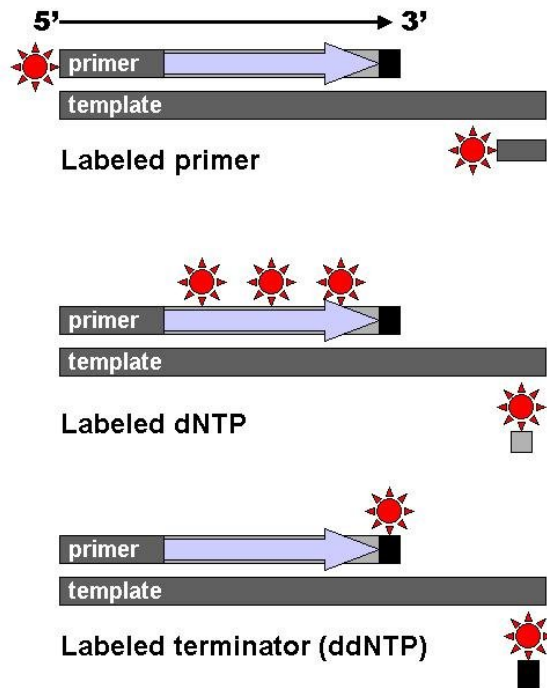 5’ 3’
primer
template
Labeled primer
primer
template
Labeled dNTP
primer
template
Labeled terminator (ddNTP)